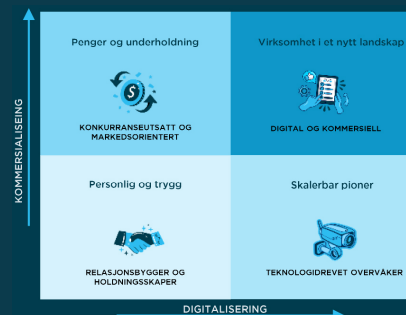 Penger og underholdning
Virksomhet i et nytt landskap
KONKURRANSEUTSATT OG
MARKEDSORIENTERT
DIGITAL OG KOMMERSIELL
Personlig og trygg
Skalerbar pioner
RELASJONSBYGGER OG
HOLDNINGSSKAPER
TEKNOLOGIDREVET OVERVÅKER
KOMMERSIALISEING
DIGITALISERING